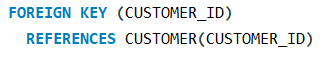 FOREIGN KEY (CUSTOMER_ID)
REFERENCES CUSTOMER(CUSTOMER_ID)